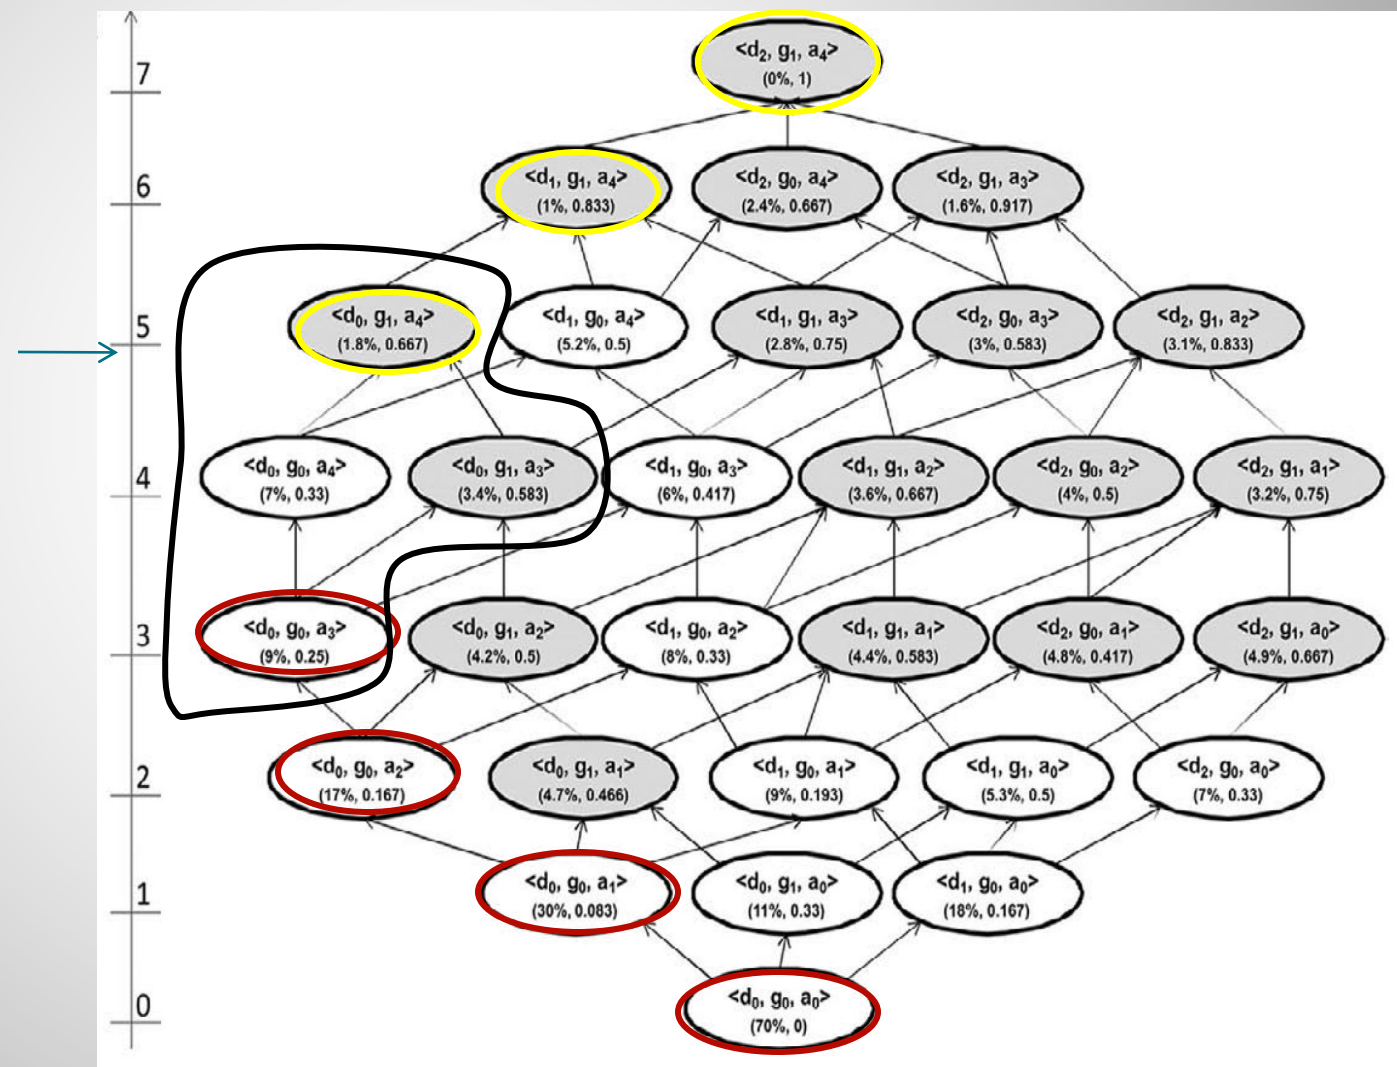 7
<d₂, g₁, a₄>
(0%, 1)
6
<d₁, g₁, a₄>
(1%, 0.833)
<d₂, g₀, a₄>
(2.4%, 0.667)
<d₂, g₁, a₃>
(1.6%, 0.917)
5
<d₀, g₁, a₄>
(1.8%, 0.667)
<d₁, g₀, a₄>
(5.2%, 0.5)
<d₁, g₁, a₃>
(2.8%, 0.75)
<d₂, g₀, a₃>
(3%, 0.583)
<d₂, g₁, a₂>
(3.1%, 0.833)
4
<d₀, g₀, a₄>
(7%, 0.33)
<d₀, g₁, a₃>
(3.4%, 0.583)
<d₁, g₀, a₃>
(6%, 0.417)
<d₁, g₁, a₂>
(3.6%, 0.667)
<d₂, g₀, a₂>
(4%, 0.5)
<d₂, g₁, a₁>
(3.2%, 0.75)
3
<d₀, g₀, a₃>
(9%, 0.25)
<d₀, g₁, a₂>
(4.2%, 0.5)
<d₁, g₀, a₂>
(8%, 0.33)
<d₁, g₁, a₁>
(4.4%, 0.583)
<d₂, g₀, a₁>
(4.8%, 0.417)
<d₂, g₁, a₀>
(4.9%, 0.667)
2
<d₀, g₀, a₂>
(17%, 0.167)
<d₀, g₁, a₁>
(4.7%, 0.466)
<d₁, g₀, a₁>
(9%, 0.193)
<d₁, g₁, a₀>
(5.3%, 0.5)
<d₂, g₀, a₀>
(7%, 0.33)
1
<d₀, g₀, a₁>
(30%, 0.083)
<d₀, g₁, a₀>
(11%, 0.33)
<d₁, g₀, a₀>
(18%, 0.167)
0
<d₀, g₀, a₀>
(70%, 0)